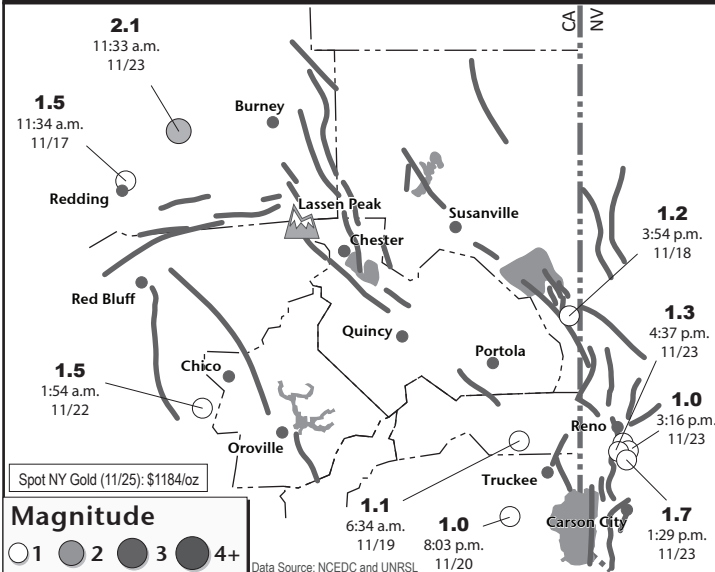 CA
NV
2.1
11:33 a.m.
11/23
1.5
11:34 a.m.
11/17
Burney
Redding
Lassen Peak
Susanville
Chester
1.2
3:54 p.m.
11/18
Red Bluff
1.3
4:37 p.m.
11/23
Quincy
Portola
1.5
1:54 a.m.
11/22
Chico
1.0
3:16 p.m.
11/23
Reno
Oroville
Truckee
Spot NY Gold (11/25): $1184/oz
1.1
6:34 a.m.
11/19
1.0
8:03 p.m.
11/20
Carson City
1.7
1:29 p.m.
11/23
Magnitude
1 2 3 4+
Data Source: NCEDC and UNRSL